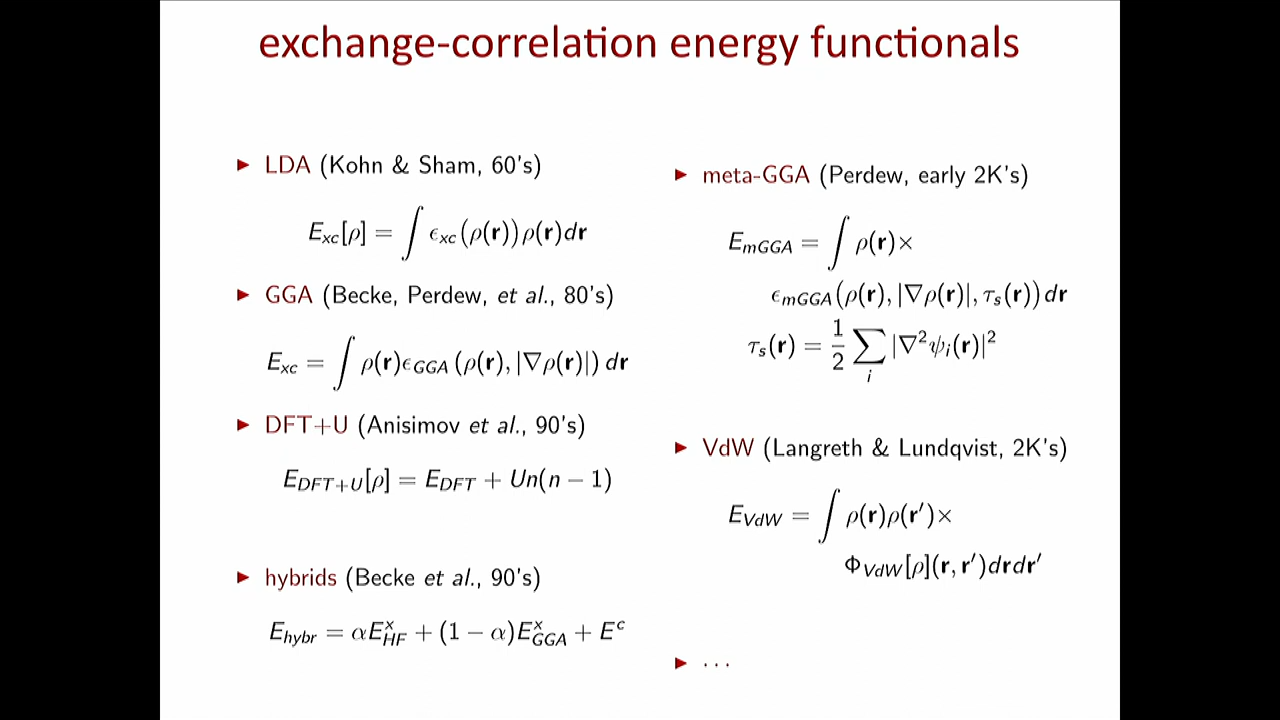 exchange-correlation energy functionals
▶ LDA (Kohn & Sham, 60's)
E_xc[ρ] = ∫ ϵ_xc(ρ(r))ρ(r)dr
▶ GGA (Becke, Perdew, et al., 80's)
E_xc = ∫ ρ(r)ϵ_GGA (ρ(r), |∇ρ(r)|) dr
▶ DFT+U (Anisimov et al., 90's)
E_DFT+U[ρ] = E_DFT + Un(n − 1)
▶ hybrids (Becke et al., 90's)
E_hybr = αE^x_HF + (1 − α)E^x_GGA + E^c
▶ meta-GGA (Perdew, early 2K's)
E_mGGA = ∫ ρ(r)×
ϵ_mGGA(ρ(r), |∇ρ(r)|, τ_s(r)) dr
τ_s(r) = 1/2 ∑_i |∇²ψ_i(r)|²
▶ VdW (Langreth & Lundqvist, 2K's)
E_VdW = ∫ ρ(r)ρ(r′)×
Φ_VdW[ρ](r, r′)drdr′
▶ ···